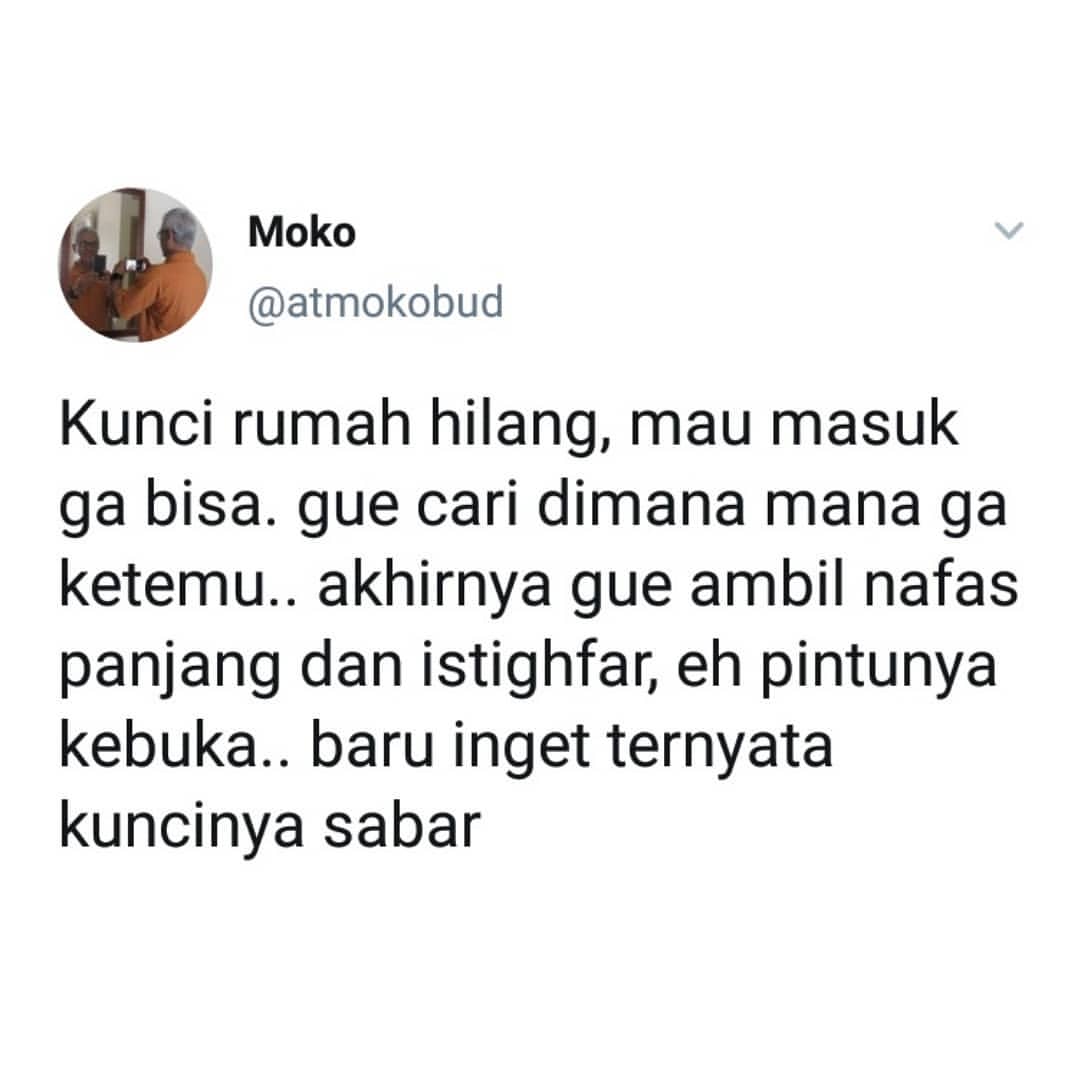 Moko
@atmokobud
Kunci rumah hilang, mau masuk
ga bisa. gue cari dimana mana ga
ketemu.. akhirnya gue ambil nafas
panjang dan istighfar, eh pintunya
kebuka.. baru inget ternyata
kuncinya sabar